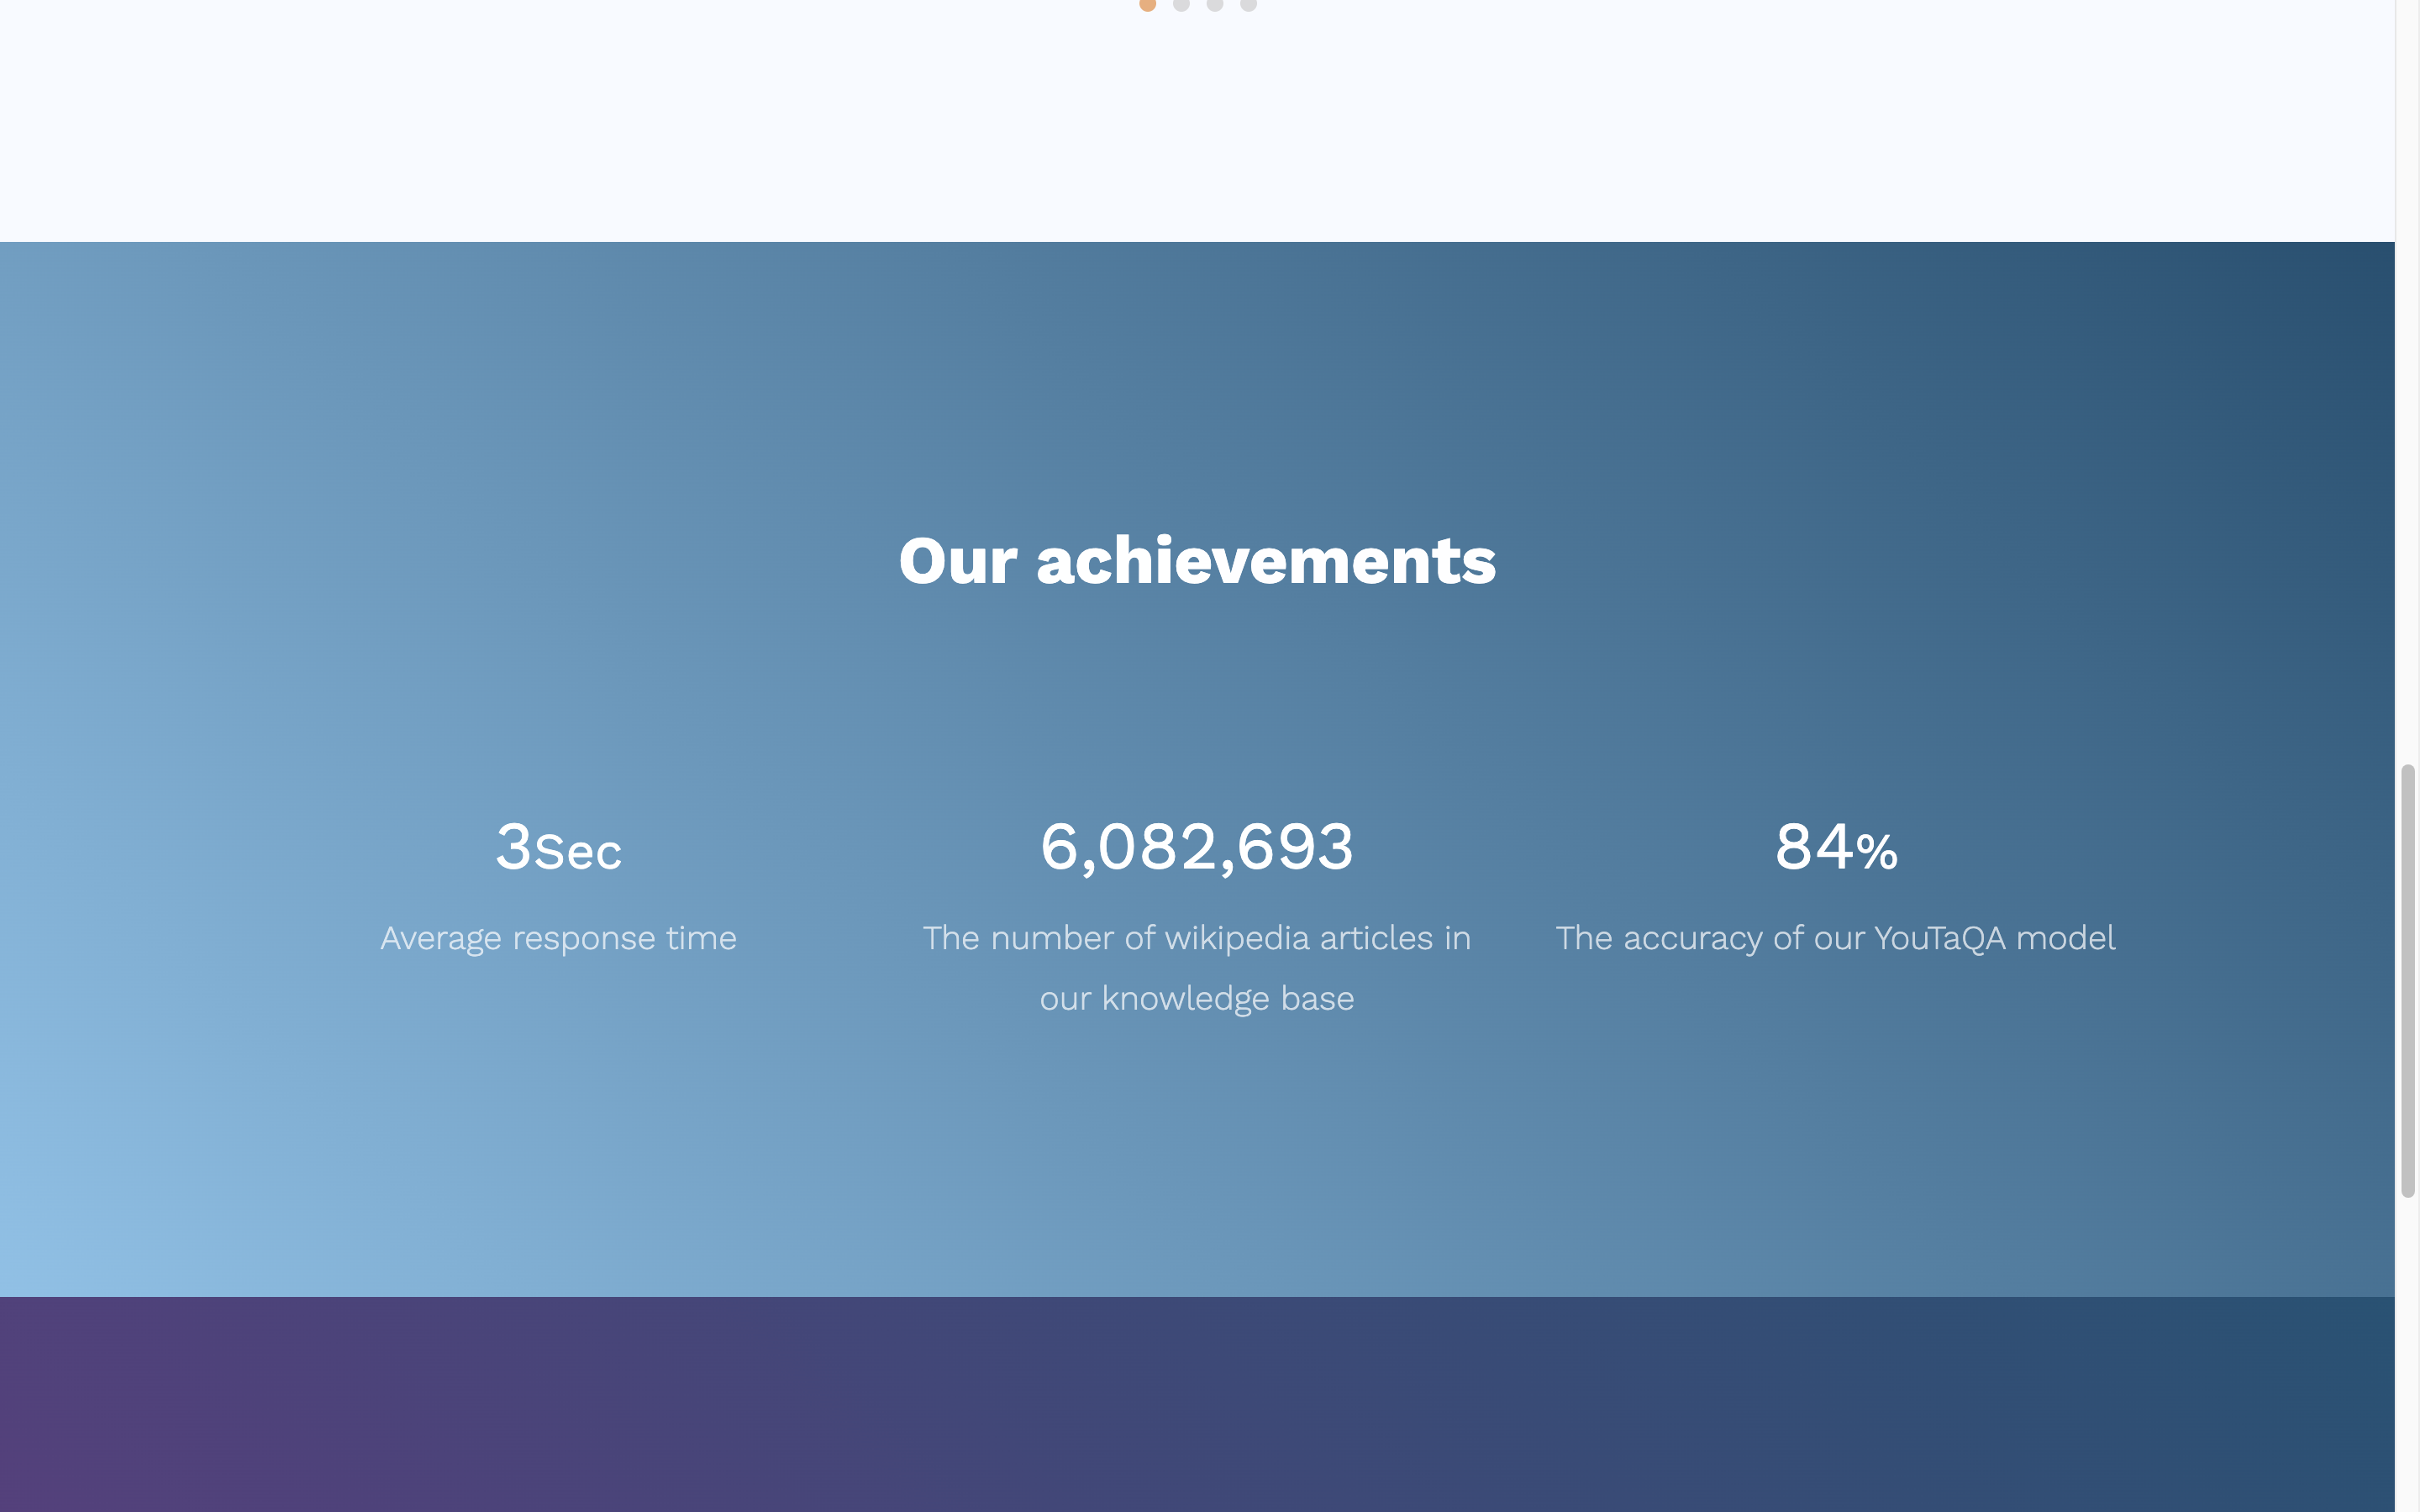 Our achievements
3Sec
6,082,693
84%
Average response time
The number of wikipedia articles in
our knowledge base
The accuracy of our YouTaQA model